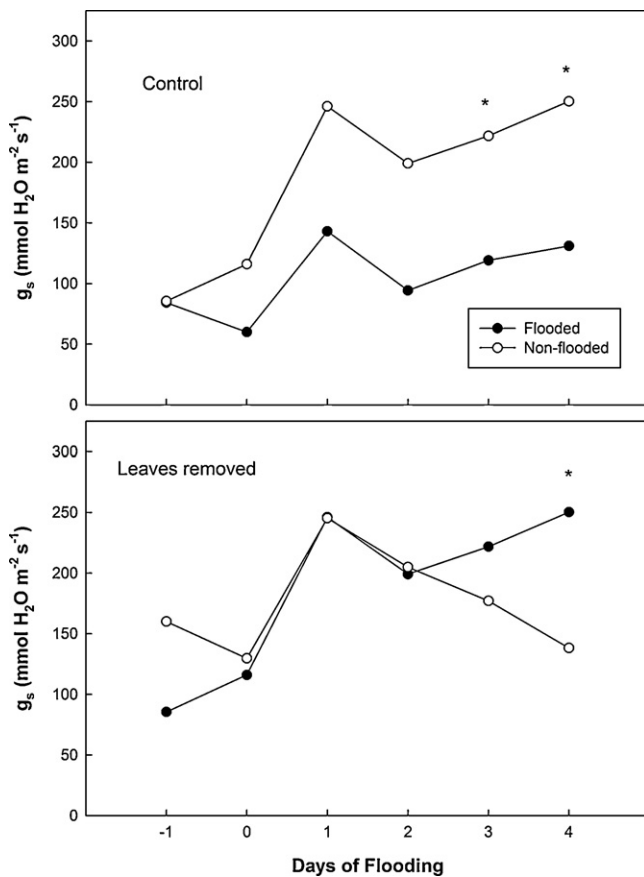 300
250
200
150
100
50
0
g_s (mmol H₂O m⁻² s⁻¹)
Control
*
*
Flooded
Non-flooded
300
250
200
150
100
50
0
g_s (mmol H₂O m⁻² s⁻¹)
Leaves removed
*
-1 0 1 2 3 4
Days of Flooding